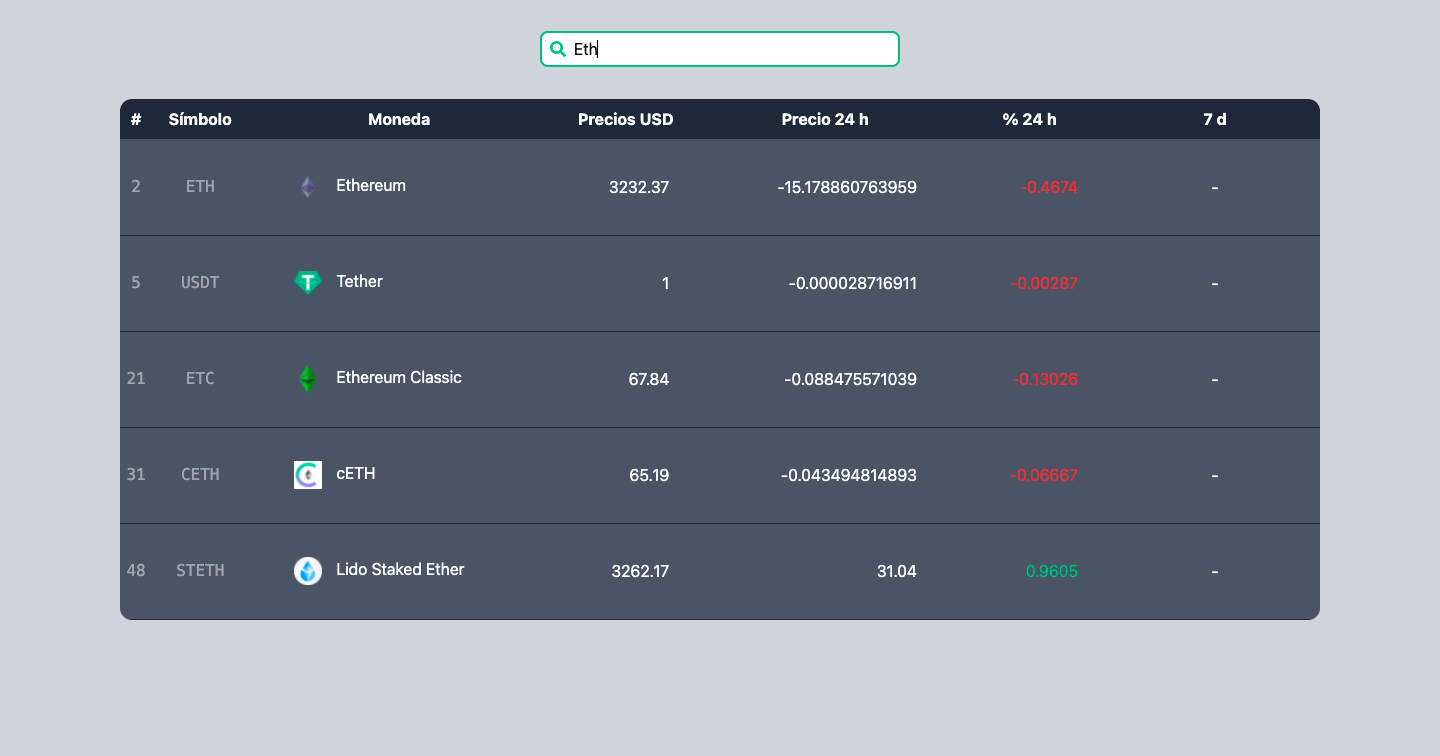 Eth
# Símbolo Moneda Precios USD Precio 24 h % 24 h 7 d
2 ETH Ethereum 3232.37 -15.178860763959 -0.4674 -
5 USDT Tether 1 -0.000028716911 -0.00287 -
21 ETC Ethereum Classic 67.84 -0.088475571039 -0.13026 -
31 CETH cETH 65.19 -0.043494814893 -0.06667 -
48 STETH Lido Staked Ether 3262.17 31.04 0.9605 -